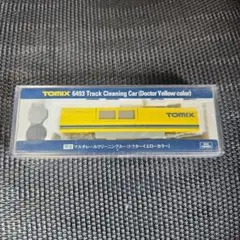 TOMIX 6493 Track Cleaning Car (Doctor Yellow color)
TOMIX
マルチレールクリーニングカー(ドクターイエローカラー)